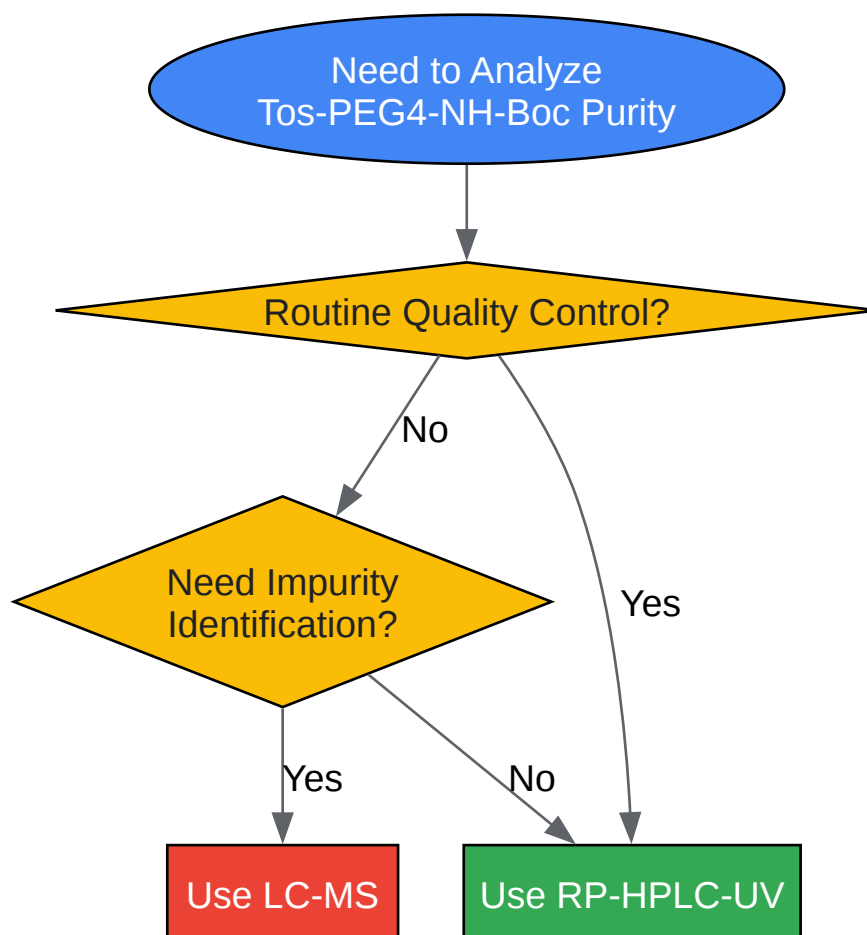 Need to Analyze
Tos-PEG4-NH-Boc Purity
Routine Quality Control?
No
Need Impurity
Identification?
Yes
Yes
No
Use LC-MS
Use RP-HPLC-UV